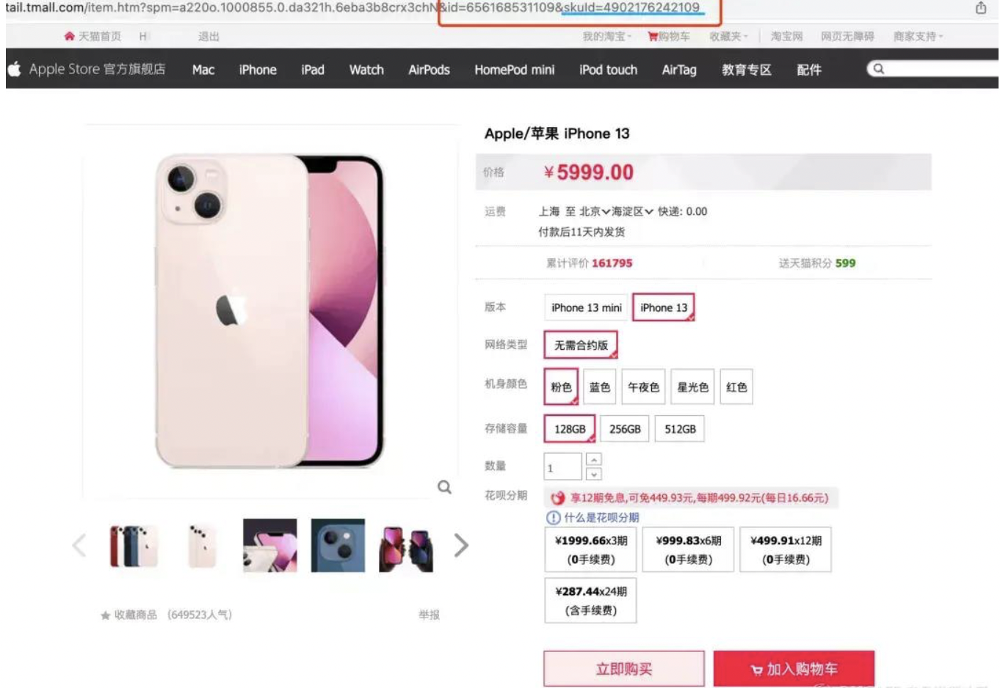 tail.tmall.com/item.htm?spm=a220o.1000855.0.da321h.6eba3b8crx3chN&id=656168531109&skuId=4902176242109
天猫首页 H 退出 我的淘宝 购物车 收藏夹 淘宝网 网页无障碍 商家支持
Apple Store 官方旗舰店 Mac iPhone iPad Watch AirPods HomePod mini iPod touch AirTag 教育专区 配件
Apple/苹果 iPhone 13
价格 ¥5999.00
运费 上海 至 北京 海淀区 快递: 0.00
付款后11天内发货
累计评价 161795 送天猫积分 599
版本 iPhone 13 mini iPhone 13
网络类型 无需合约版
机身颜色 粉色 蓝色 午夜色 星光色 红色
存储容量 128GB 256GB 512GB
数量 1
花呗分期 享12期免息,可免449.93元,每期499.92元(每日16.66元)
什么是花呗分期
¥1999.66x3期 ¥999.83x6期 ¥499.91x12期
(0手续费) (0手续费) (0手续费)
¥287.44x24期
(含手续费)
收藏商品 (649523人气) 举报
立即购买 加入购物车